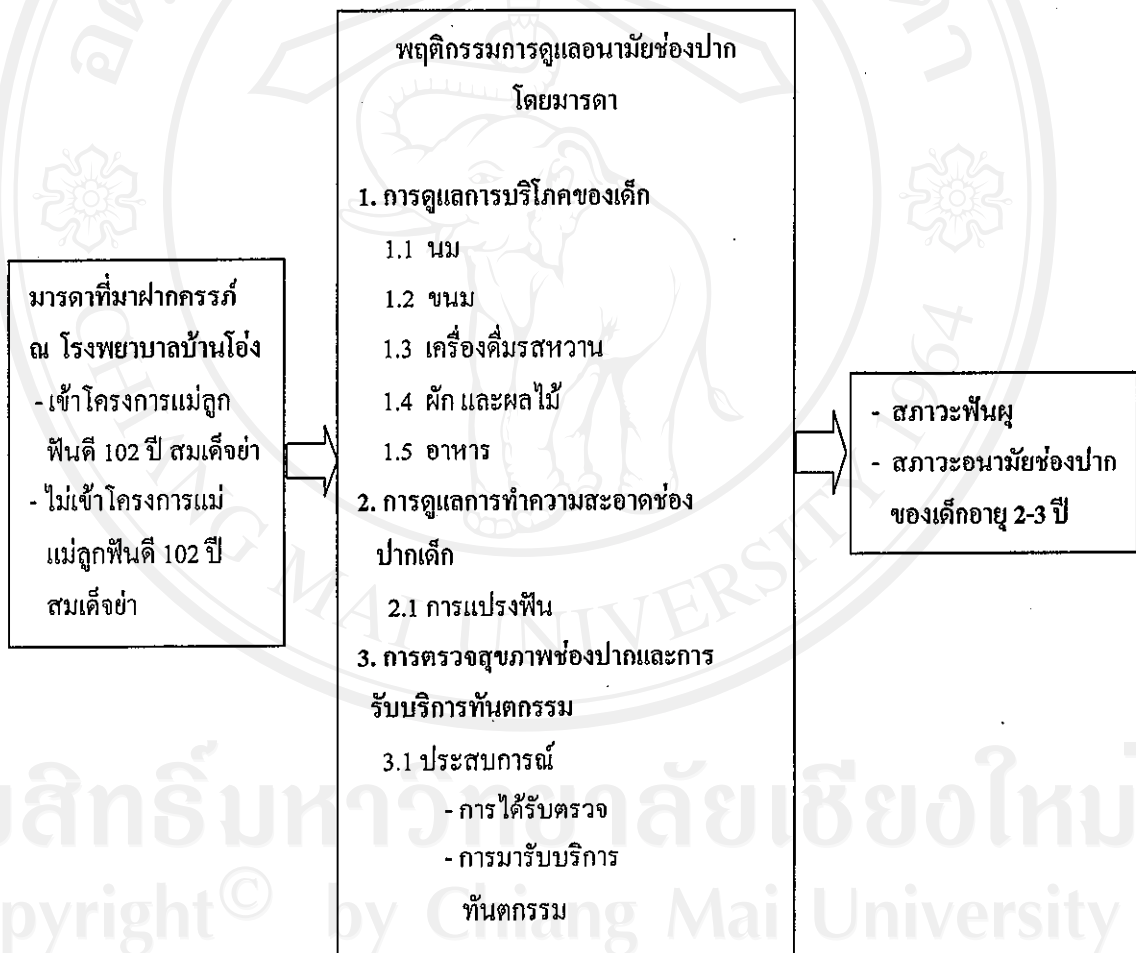 มารดาที่มาฝากครรภ์
ณ โรงพยาบาลบ้านโฮ่ง
- เข้าโครงการแม่ลูก
ฟันดี 102 ปี สมเด็จย่า
- ไม่เข้าโครงการแม่
แม่ลูกฟันดี 102 ปี
สมเด็จย่า
พฤติกรรมการดูแลอนามัยช่องปาก
โดยมารดา
1. การดูแลการบริโภคของเด็ก
1.1 นม
1.2 ขนม
1.3 เครื่องดื่มรสหวาน
1.4 ผัก และผลไม้
1.5 อาหาร
2. การดูแลการทำความสะอาดช่อง
ปากเด็ก
2.1 การแปรงฟัน
3. การตรวจสุขภาพช่องปากและการ
รับบริการทันตกรรม
3.1 ประสบการณ์
- การได้รับตรวจ
- การมารับบริการ
ทันตกรรม
- สภาวะฟันผุ
- สภาวะอนามัยช่องปาก
ของเด็กอายุ 2-3 ปี
MAI UNIVERSITY 1964
สิทธิ์มหาวิทยาลัยเชียงใหม่
pyright© by Chiang Mai University